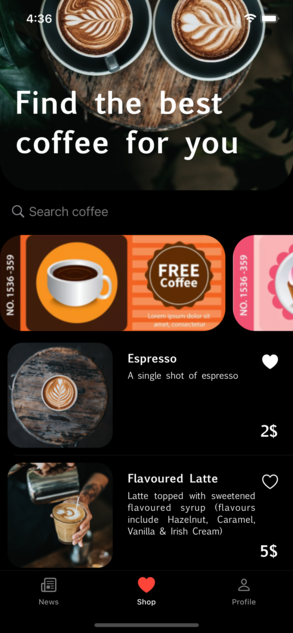 4:36
Find the best
coffee for you
Search coffee
NO. 1536 -359
FREE
Coffee
Lorem ipsum dolor sit
amet, consectetur
NO. 1536 -359
Espresso
A single shot of espresso
2$
Flavoured Latte
Latte topped with sweetened
flavoured syrup (flavours
include Hazelnut, Caramel,
Vanilla & Irish Cream)
5$
News
Shop
Profile